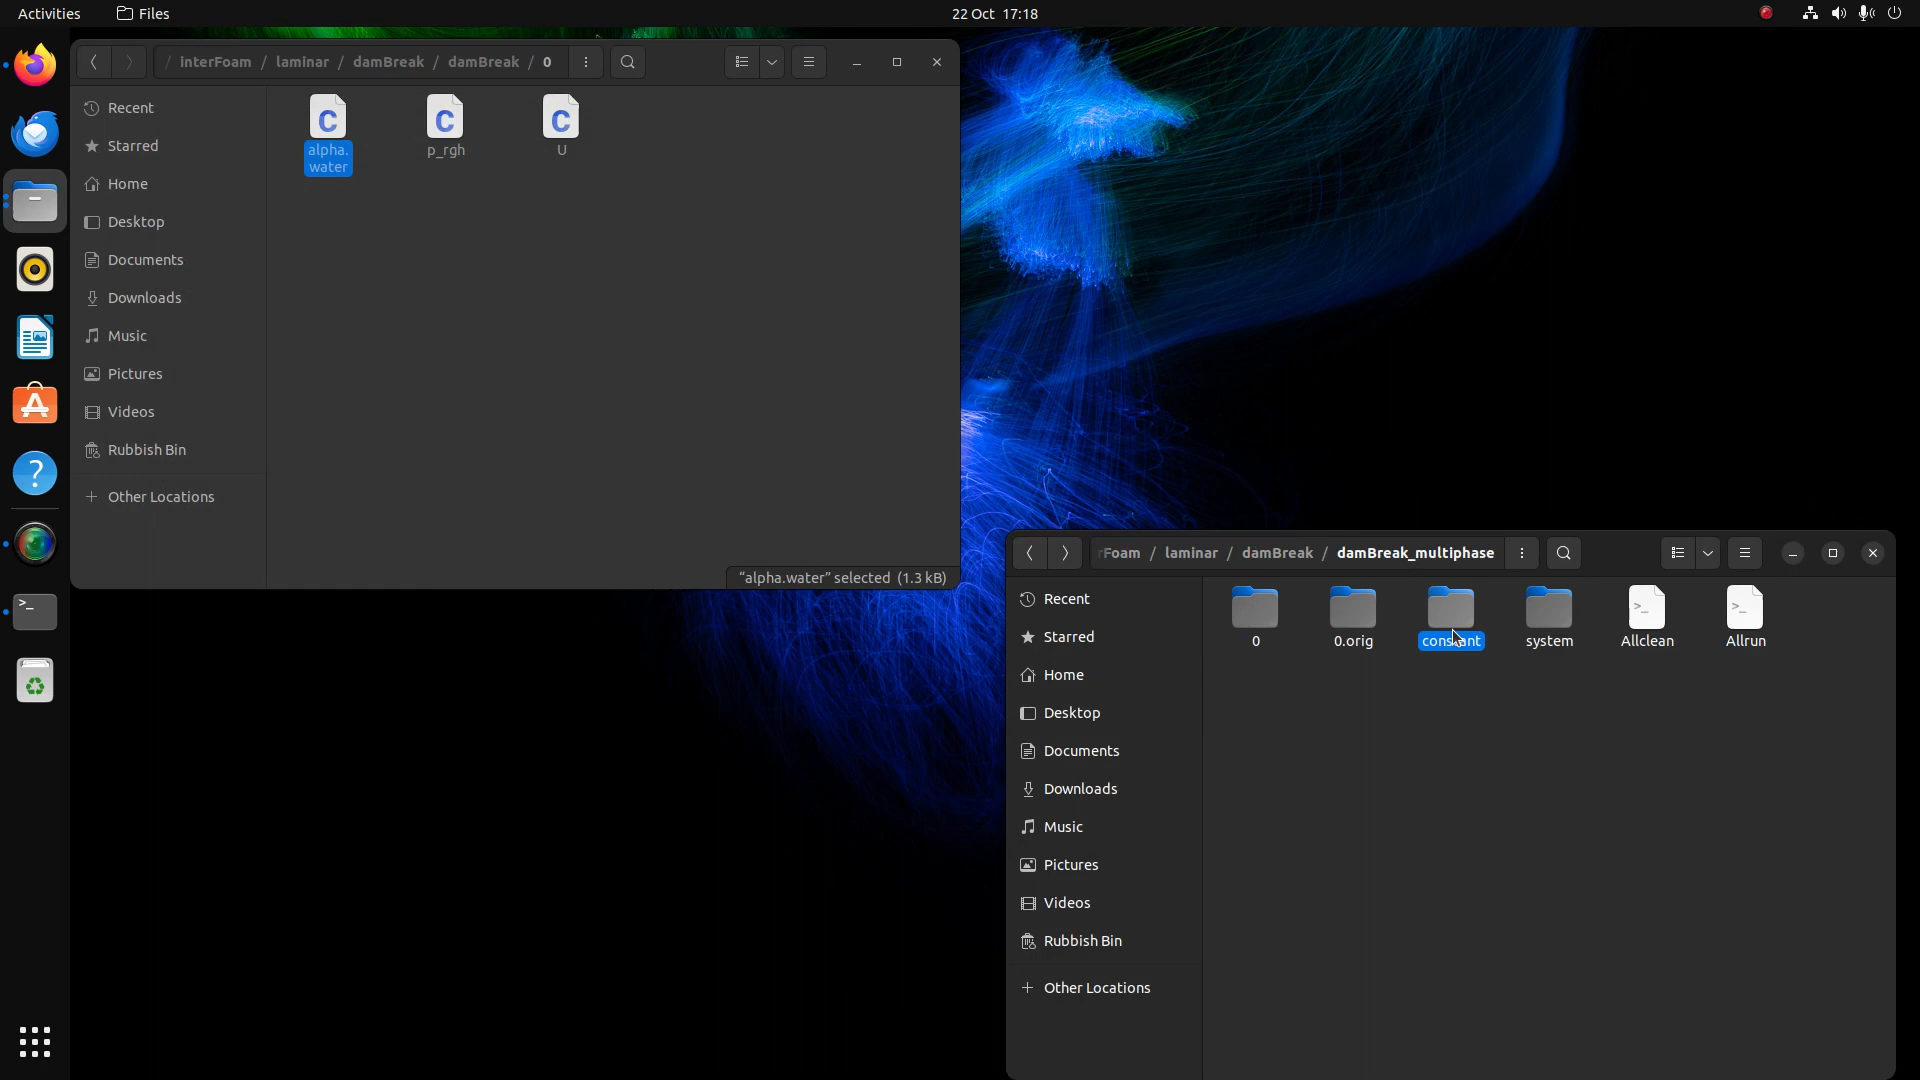 Activities Files 22 Oct 17:18
/ interFoam / laminar / damBreak / damBreak / 0
Recent
Starred
Home
Desktop
Documents
Downloads
Music
Pictures
Videos
Rubbish Bin
Other Locations
alpha.
water
p_rgh
U
"alpha.water" selected (1.3 kB)
rFoam / laminar / damBreak / damBreak_multiphase
Recent
Starred
Home
Desktop
Documents
Downloads
Music
Pictures
Videos
Rubbish Bin
Other Locations
0
0.orig
constant
system
Allclean
Allrun